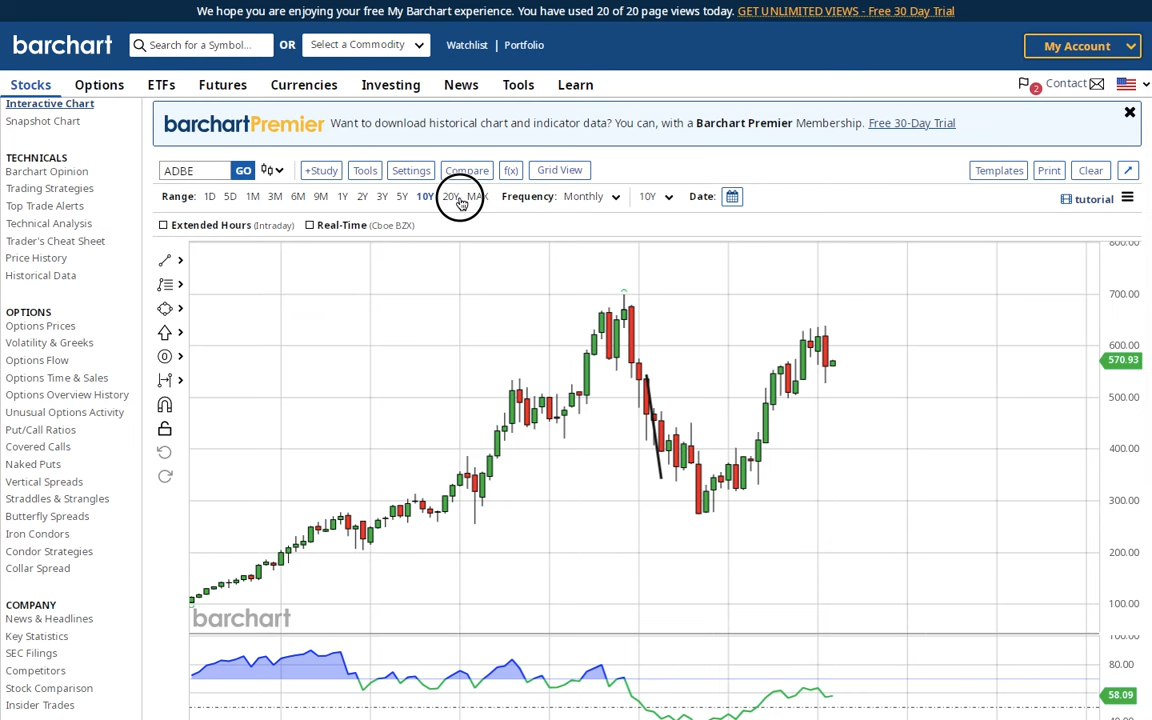 We hope you are enjoying your free My Barchart experience. You have used 20 of 20 page views today. GET UNLIMITED VIEWS - Free 30 Day Trial
barchart Search for a Symbol... OR Select a Commodity Watchlist | Portfolio My Account
Stocks Options ETFs Futures Currencies Investing News Tools Learn 2 Contact
Interactive Chart
Snapshot Chart
TECHNICALS
Barchart Opinion
Trading Strategies
Top Trade Alerts
Technical Analysis
Trader's Cheat Sheet
Price History
Historical Data
OPTIONS
Options Prices
Volatility & Greeks
Options Flow
Options Time & Sales
Options Overview History
Unusual Options Activity
Put/Call Ratios
Covered Calls
Naked Puts
Vertical Spreads
Straddles & Strangles
Butterfly Spreads
Iron Condors
Condor Strategies
Collar Spread
COMPANY
News & Headlines
Key Statistics
SEC Filings
Competitors
Stock Comparison
Insider Trades
barchartPremier Want to download historical chart and indicator data? You can, with a Barchart Premier Membership. Free 30-Day Trial
ADBE GO +Study Tools Settings Compare f(x) Grid View Templates Print Clear
Range: 1D 5D 1M 3M 6M 9M 1Y 2Y 3Y 5Y 10Y 20Y MAX Frequency: Monthly 10Y Date: tutorial
Extended Hours (Intraday) Real-Time (Cboe BZX)
800.00
700.00
600.00
570.93
500.00
400.00
300.00
200.00
100.00
barchart
100.00
80.00
58.09
40.00